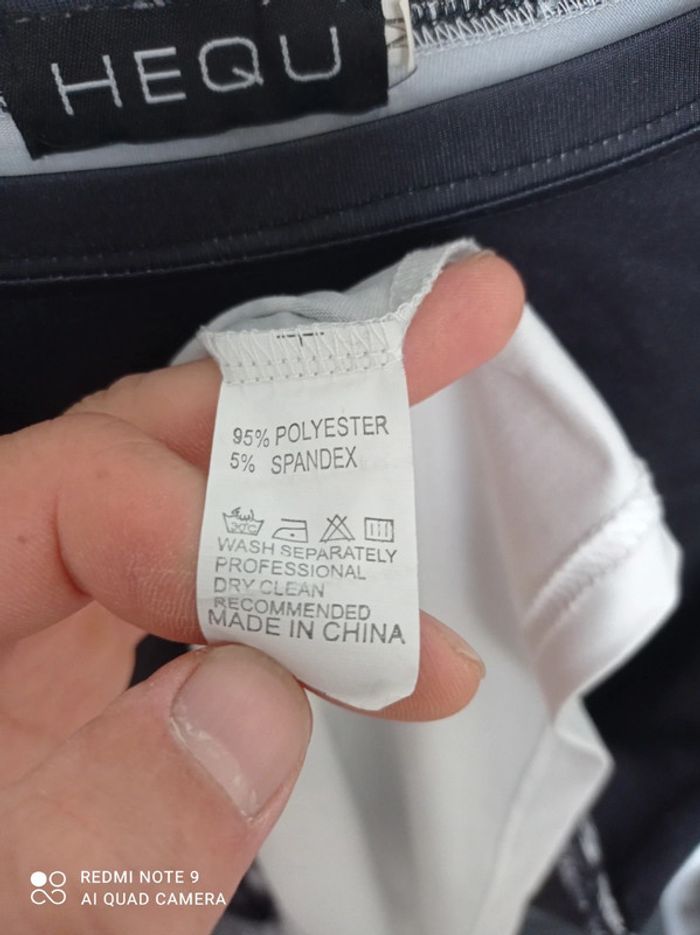 HEQU
M
95% POLYESTER
5% SPANDEX
30°C
WASH SEPARATELY
PROFESSIONAL
DRY CLEAN
RECOMMENDED
MADE IN CHINA
REDMI NOTE 9
AI QUAD CAMERA